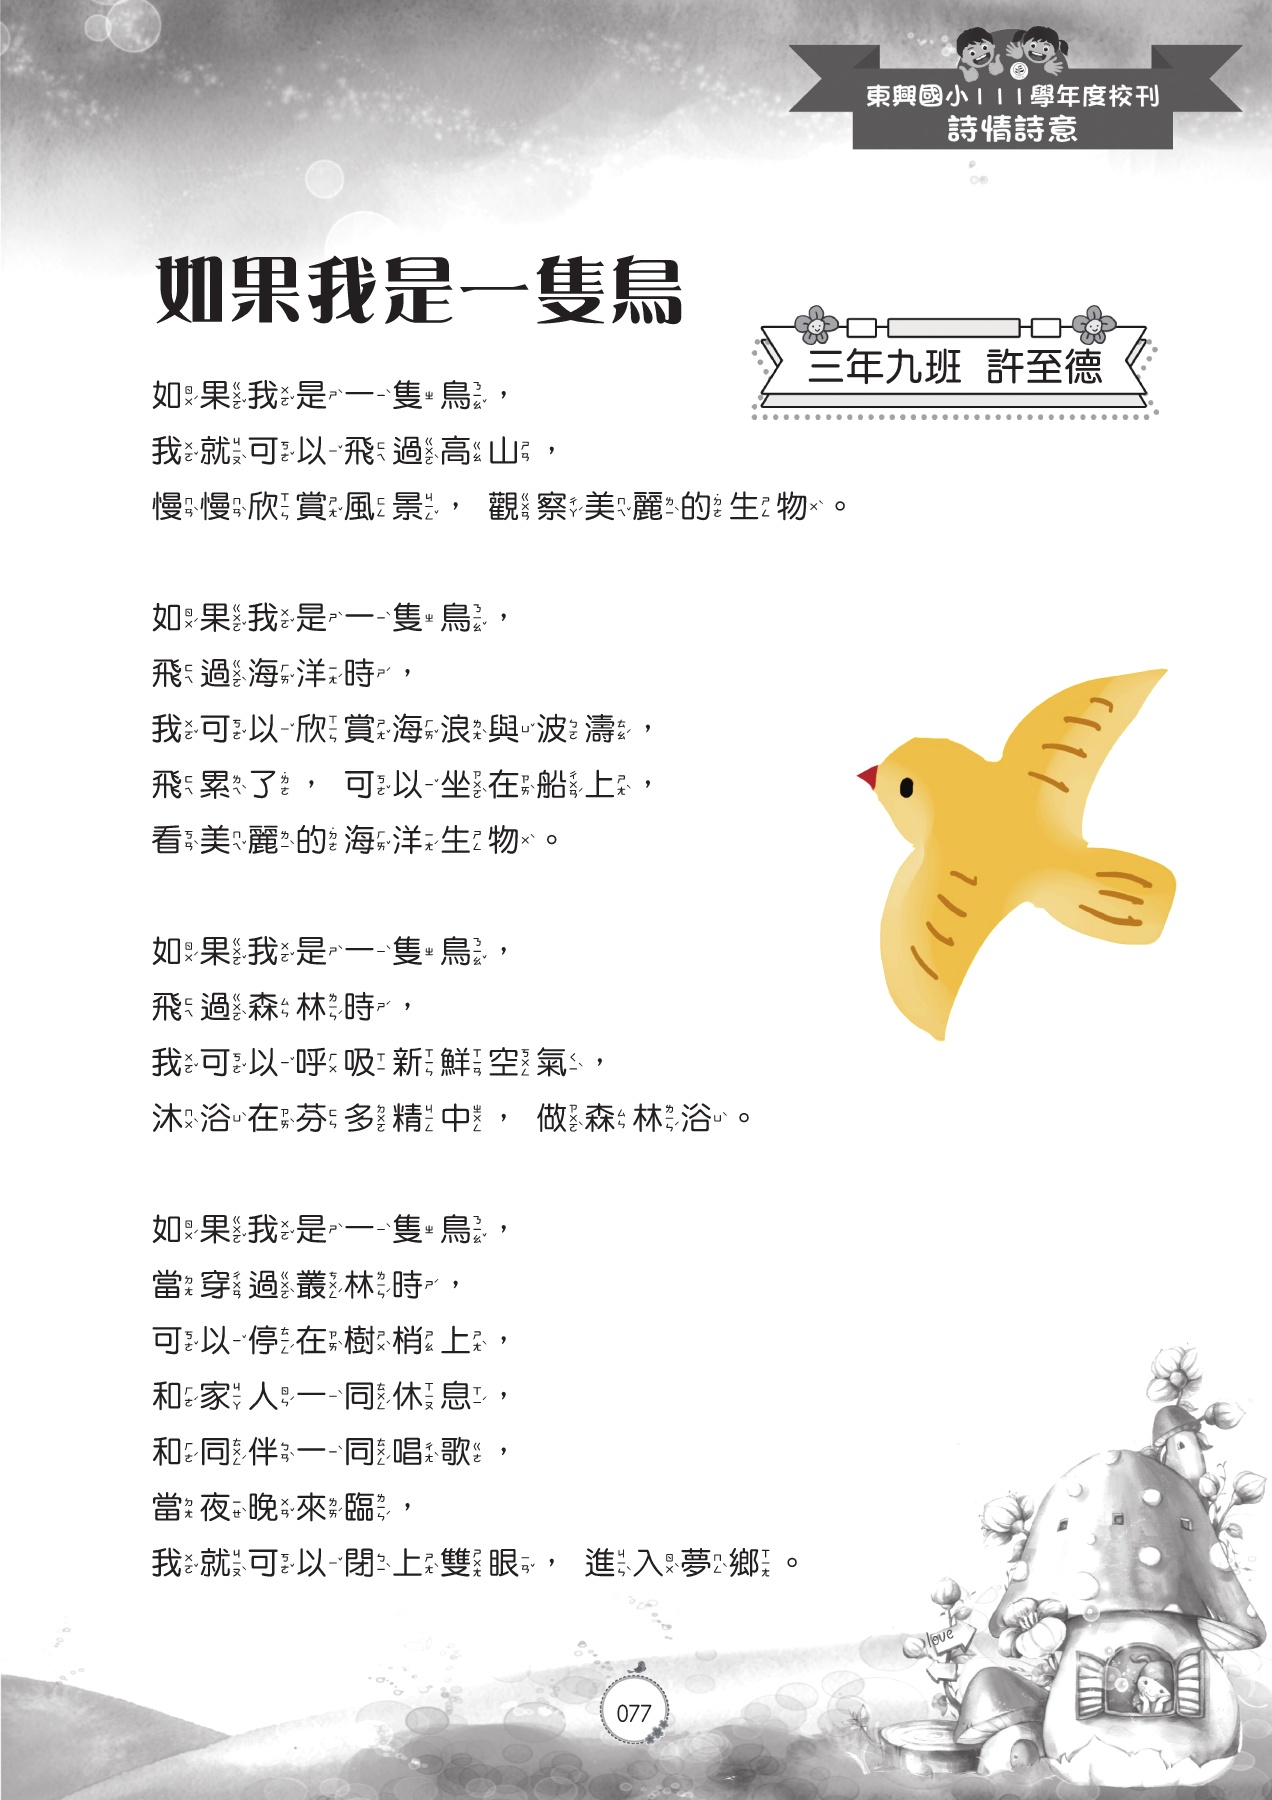 東興國小111學年度校刊
詩情詩意
如果我是一隻鳥
三年九班 許至德
如果我是一隻鳥，
我就可以飛過高山，
慢慢欣賞風景，觀察美麗的生物。
如果我是一隻鳥，
飛過海洋時，
我可以欣賞海浪與波濤，
飛累了，可以坐在船上，
看美麗的海洋生物。
如果我是一隻鳥，
飛過森林時，
我可以呼吸新鮮空氣，
沐浴在芬多精中，做森林浴。
如果我是一隻鳥，
當穿過叢林時，
可以停在樹梢上，
和家人一同休息，
和同伴一同唱歌，
當夜晚來臨，
我就可以閉上雙眼，進入夢鄉。
love
077